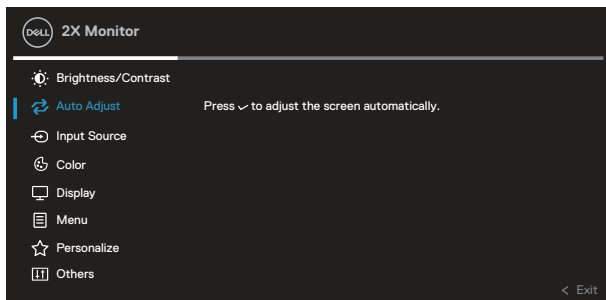 DELL 2X Monitor
Brightness/Contrast
Auto Adjust Press ✓ to adjust the screen automatically.
Input Source
Color
Display
Menu
Personalize
Others
< Exit